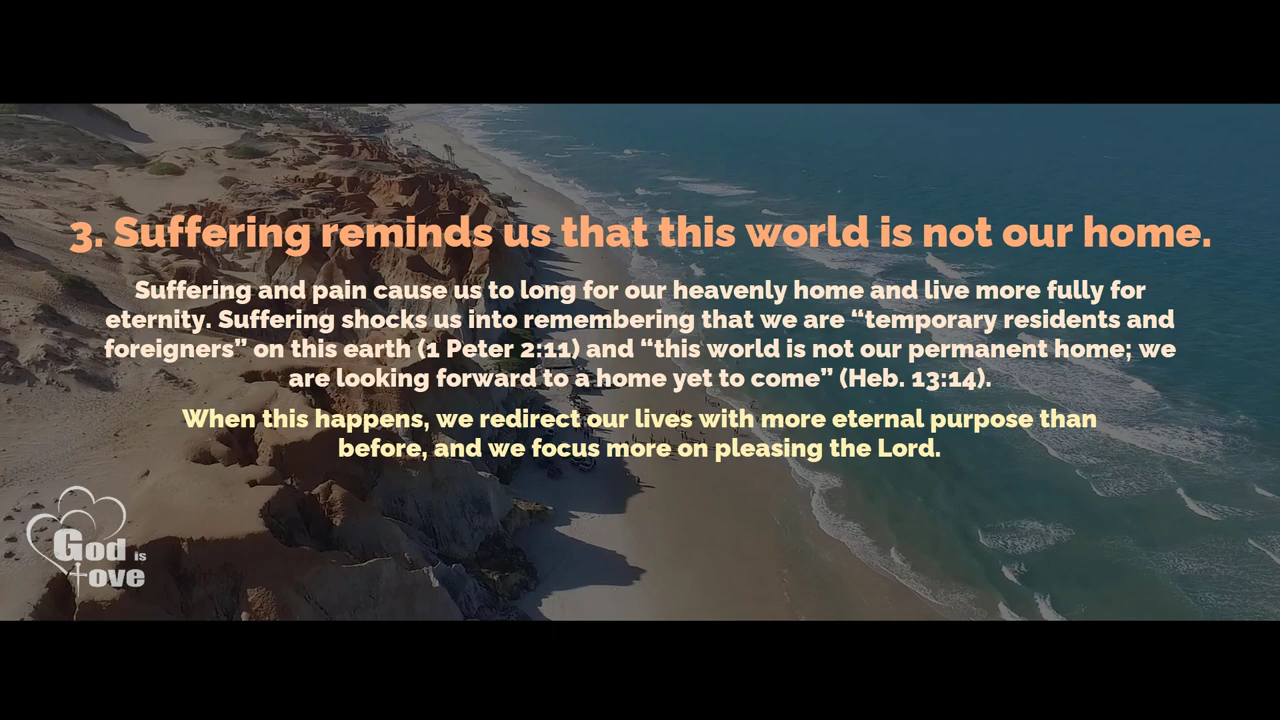 3. Suffering reminds us that this world is not our home.
Suffering and pain cause us to long for our heavenly home and live more fully for
eternity. Suffering shocks us into remembering that we are “temporary residents and
foreigners” on this earth (1 Peter 2:11) and “this world is not our permanent home; we
are looking forward to a home yet to come” (Heb. 13:14).
When this happens, we redirect our lives with more eternal purpose than
before, and we focus more on pleasing the Lord.
God is
Love